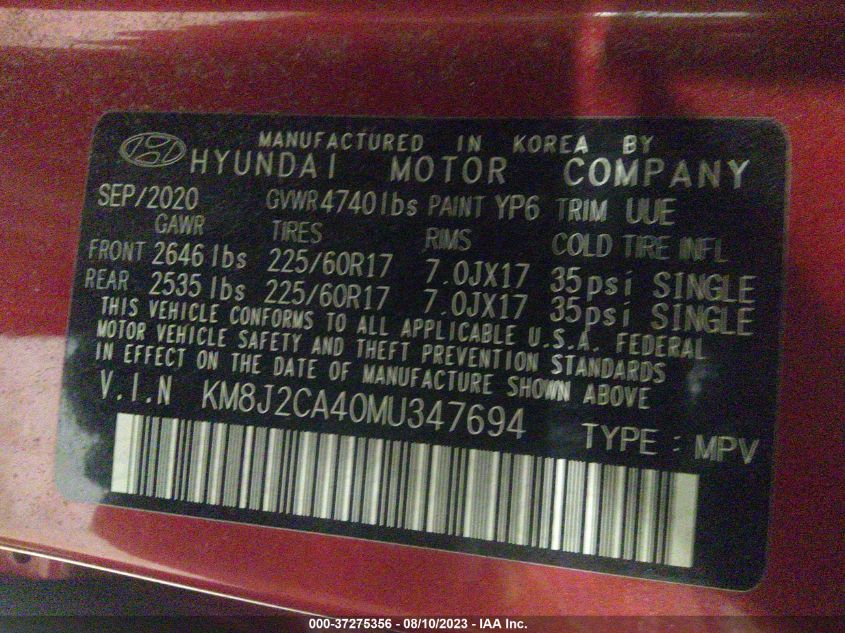 MANUFACTURED IN KOREA BY
HYUNDAI MOTOR COMPANY
SEP/2020 GVWR 4740lbs PAINT YP6 TRIM UUE
GAWR TIRES RIMS COLD TIRE INFL
FRONT 2646 lbs 225/60R17 7.0JX17 35psi SINGLE
REAR 2535 lbs 225/60R17 7.0JX17 35psi SINGLE
THIS VEHICLE CONFORMS TO ALL APPLICABLE U.S.A. FEDERAL
MOTOR VEHICLE SAFETY AND THEFT PREVENTION STANDARDS
IN EFFECT ON THE DATE OF MANUFACTURE SHOWN ABOVE
V.I.N KM8J2CA40MU347694 TYPE : MPV
000-37275356 - 08/10/2023 - IAA Inc.